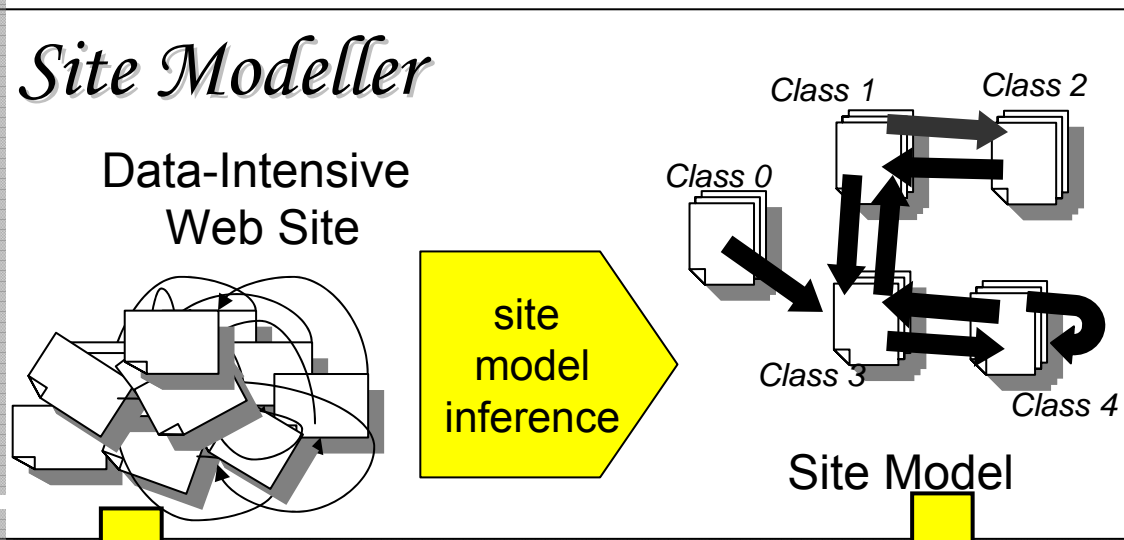 Site Modeller
Data-Intensive
Web Site
site
model
inference
Class 0
Class 1
Class 2
Class 3
Class 4
Site Model